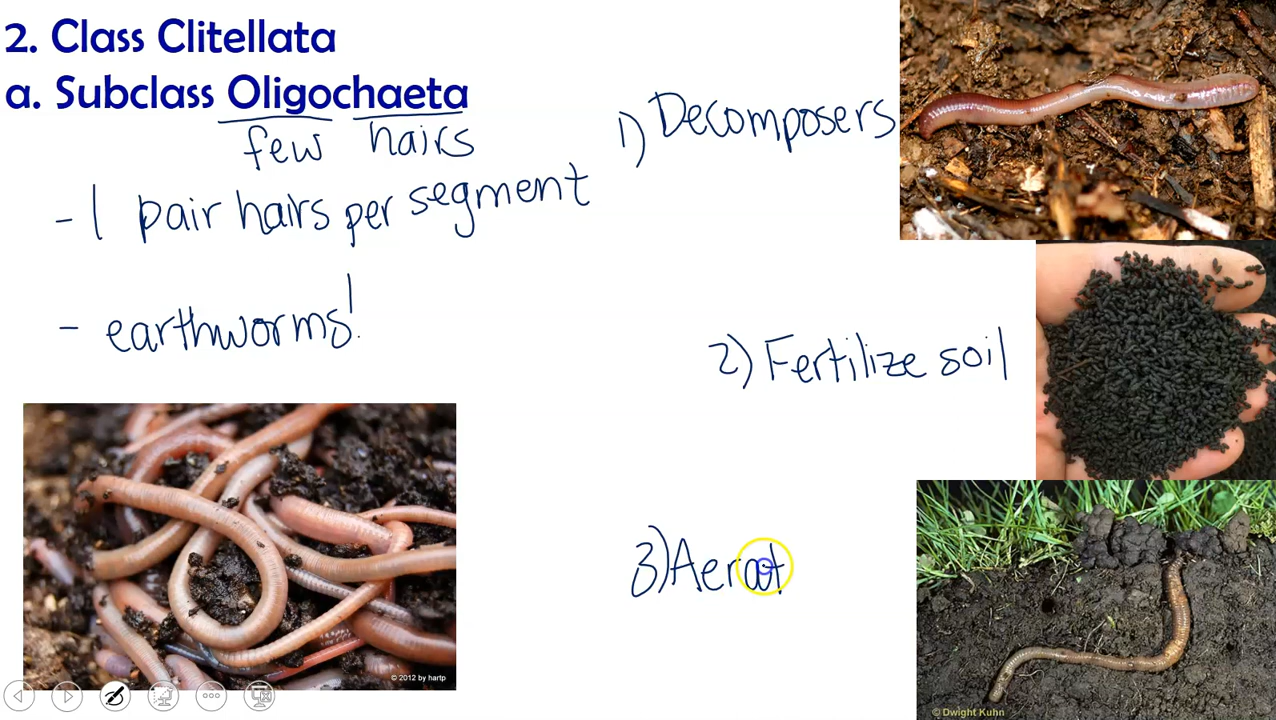 2. Class Clitellata
a. Subclass Oligochaeta
few hairs
- 1 pair hairs per segment
- earthworms!
1) Decomposers
2) Fertilize soil
3) Aerat
© 2012 by hartp
© Dwight Kuhn